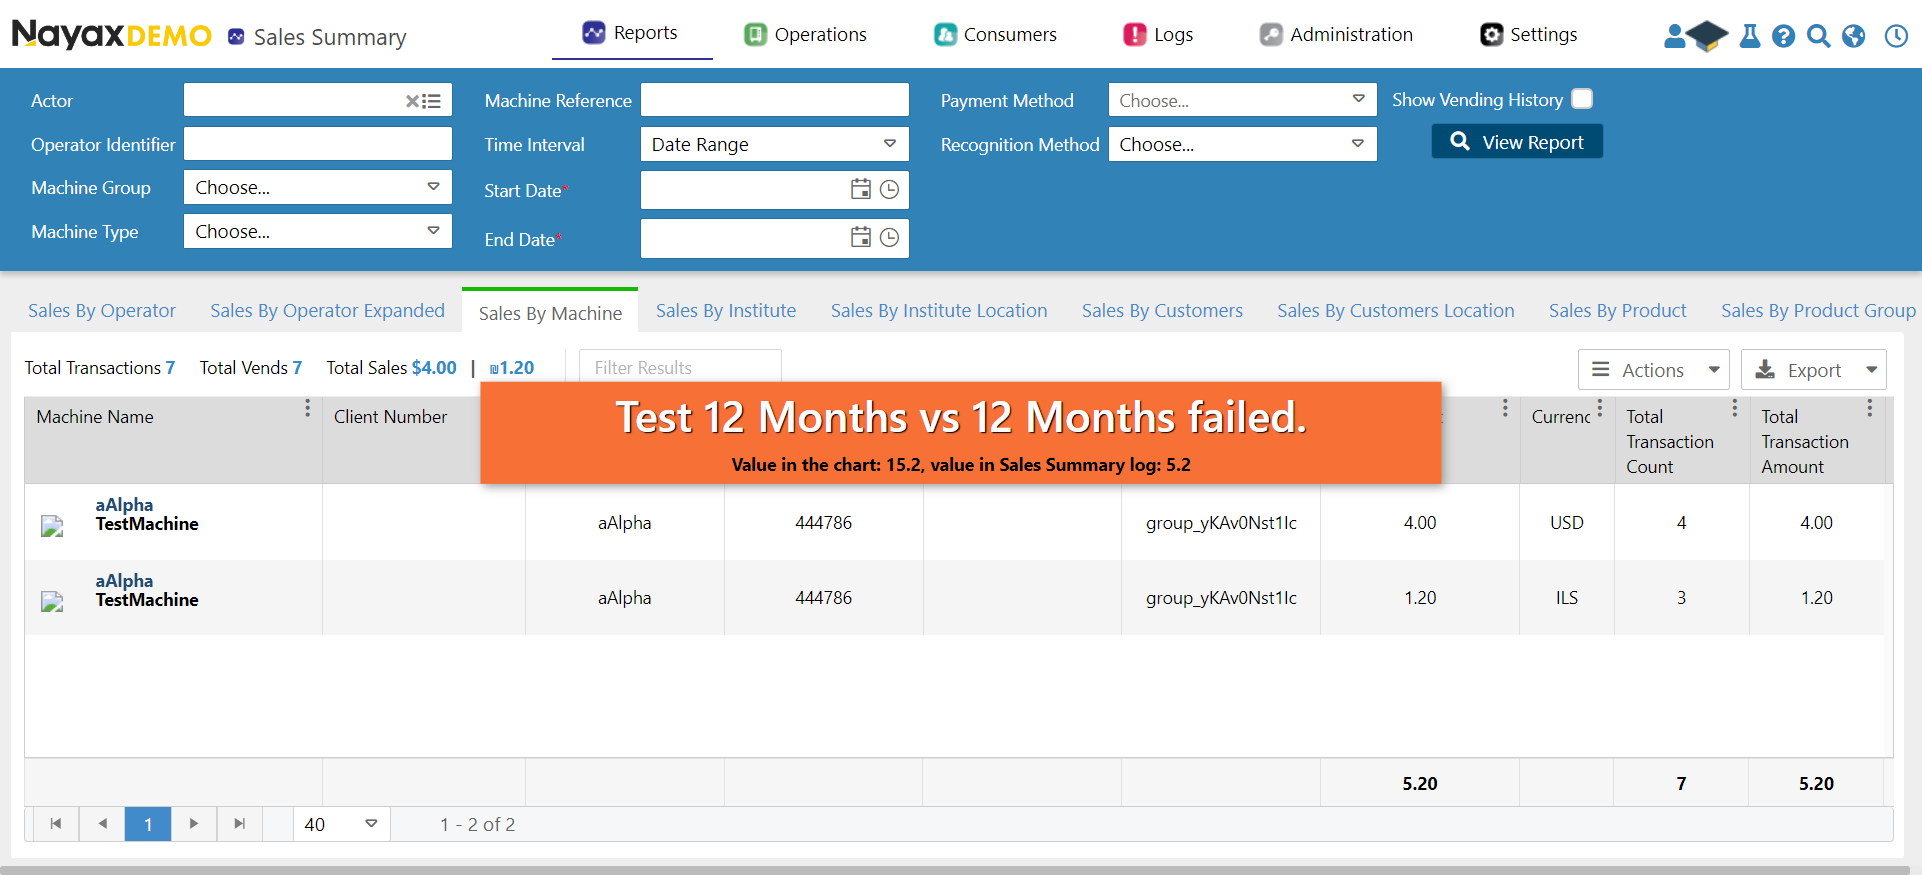 NayaxDEMO Sales Summary Reports Operations Consumers Logs Administration Settings
Actor Machine Reference Payment Method Choose... Show Vending History
Operator Identifier Time Interval Date Range Recognition Method Choose... View Report
Machine Group Choose... Start Date*
Machine Type Choose... End Date*
Sales By Operator Sales By Operator Expanded Sales By Machine Sales By Institute Sales By Institute Location Sales By Customers Sales By Customers Location Sales By Product Sales By Product Group
Total Transactions 7 Total Vends 7 Total Sales $4.00 | ₪1.20 Filter Results Actions Export
Test 12 Months vs 12 Months failed.
Value in the chart: 15.2, value in Sales Summary log: 5.2
Machine Name Client Number Currenc Total Transaction Count Total Transaction Amount
aAlpha
TestMachine aAlpha 444786 group_yKAv0Nst1Ic 4.00 USD 4 4.00
aAlpha
TestMachine aAlpha 444786 group_yKAv0Nst1Ic 1.20 ILS 3 1.20
5.20 7 5.20
1 40 1 - 2 of 2